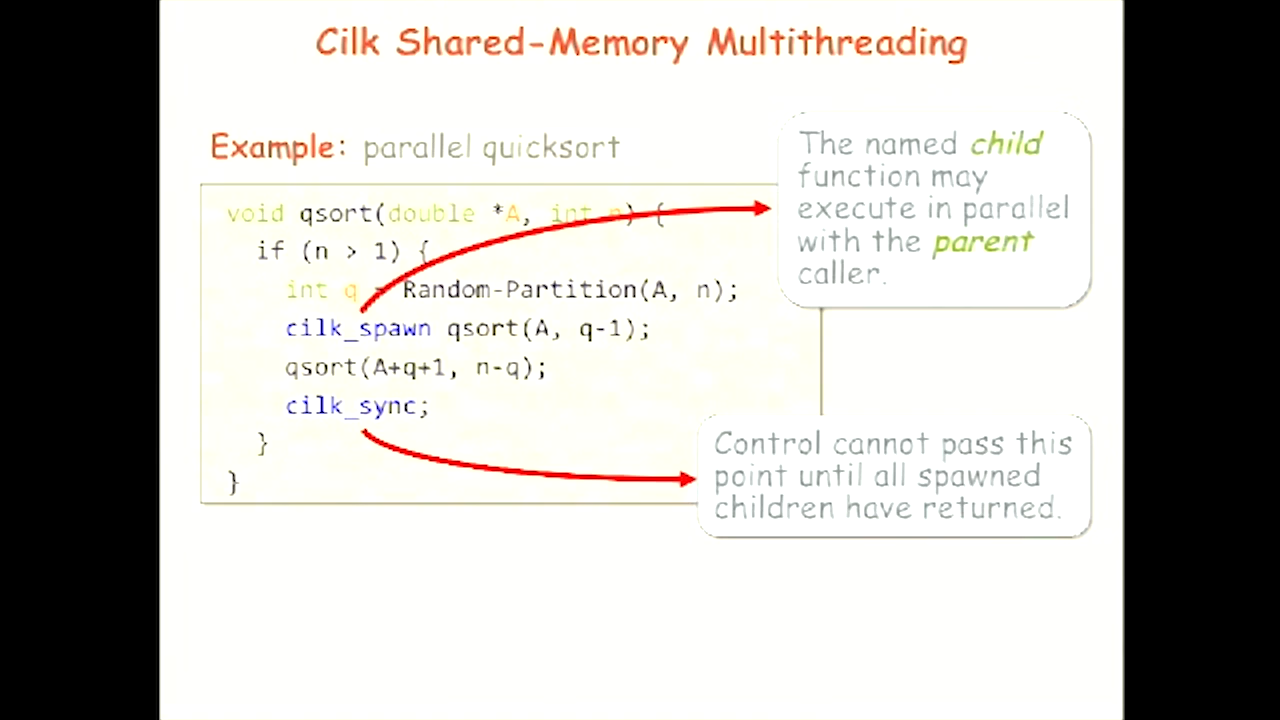 Cilk Shared-Memory Multithreading
Example: parallel quicksort
void qsort(double *A, int n) {
if (n > 1) {
int q = Random-Partition(A, n);
cilk_spawn qsort(A, q-1);
qsort(A+q+1, n-q);
cilk_sync;
}
}
The named child
function may
execute in parallel
with the parent
caller.
Control cannot pass this
point until all spawned
children have returned.